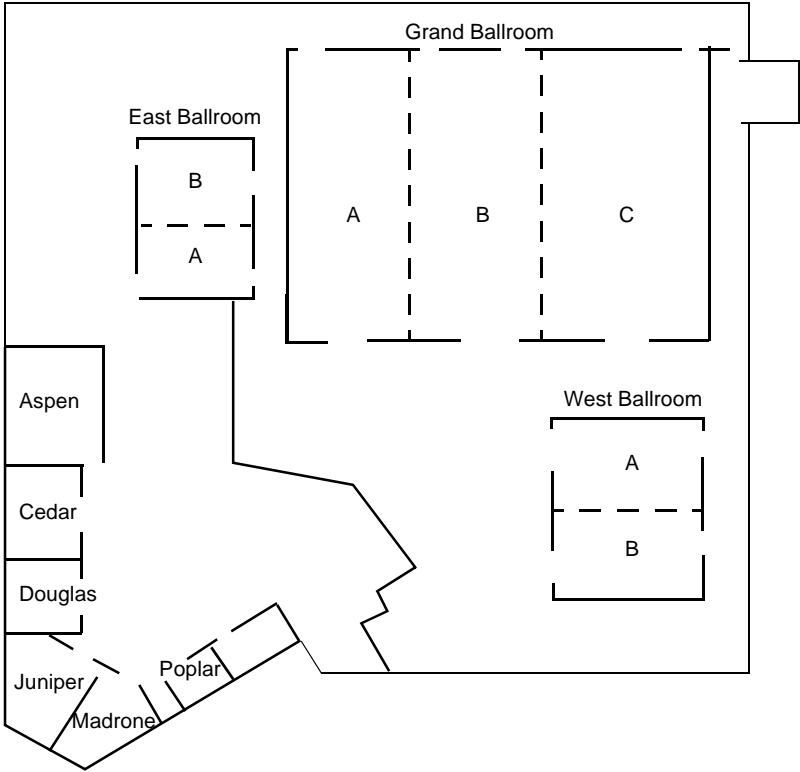 Grand Ballroom
East Ballroom
B
A
A
B
C
Aspen
West Ballroom
A
Cedar
B
Douglas
Poplar
Juniper
Madrone